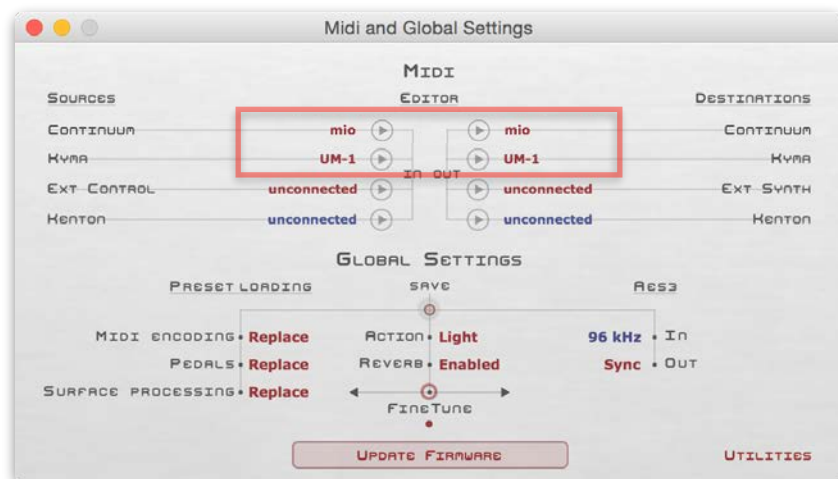 Midi and Global Settings
MIDI
SOURCES EDITOR DESTINATIONS
CONTINUUM mio mio CONTINUUM
KYMA UM-1 UM-1 KYMA
IN OUT
EXT CONTROL unconnected unconnected EXT SYNTH
KENTON unconnected unconnected KENTON
GLOBAL SETTINGS
PRESET LOADING SAVE AES3
MIDI ENCODING Replace ACTION Light 96 kHz IN
PEDALS Replace REVERB Enabled Sync OUT
SURFACE PROCESSING Replace
FINETUNE
UPDATE FIRMWARE UTILITIES